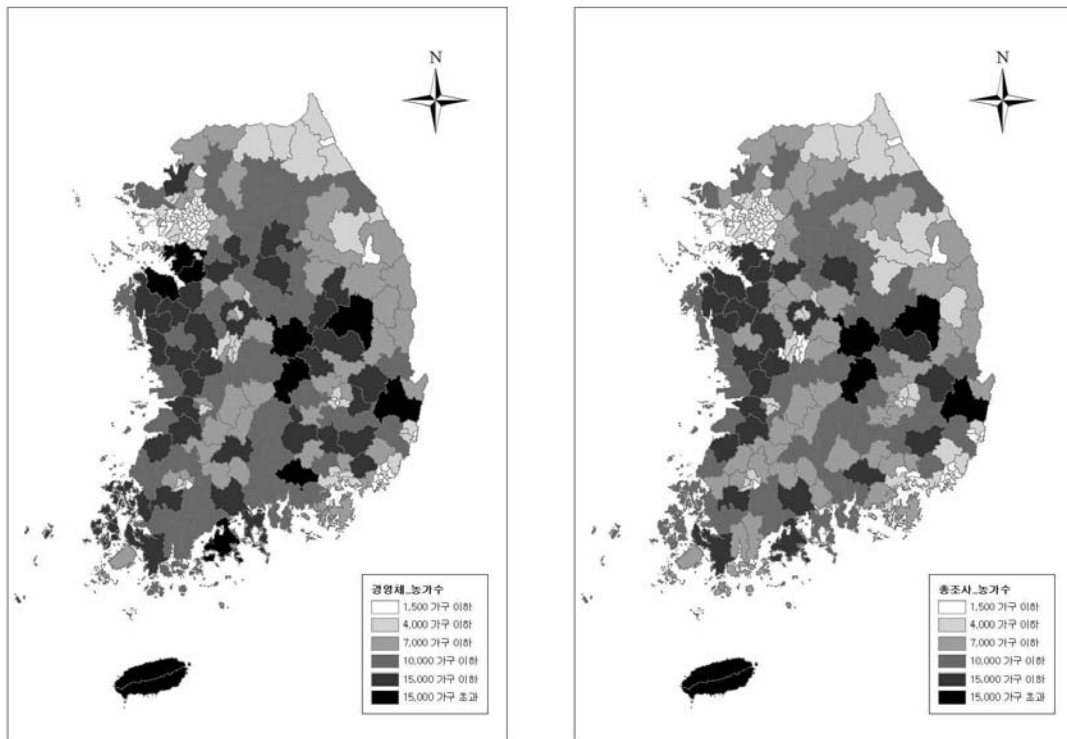 N
경영체_농가수
1,500 가구 이하
4,000 가구 이하
7,000 가구 이하
10,000 가구 이하
15,000 가구 이하
15,000 가구 초과
N
총조사_농가수
1,500 가구 이하
4,000 가구 이하
7,000 가구 이하
10,000 가구 이하
15,000 가구 이하
15,000 가구 초과